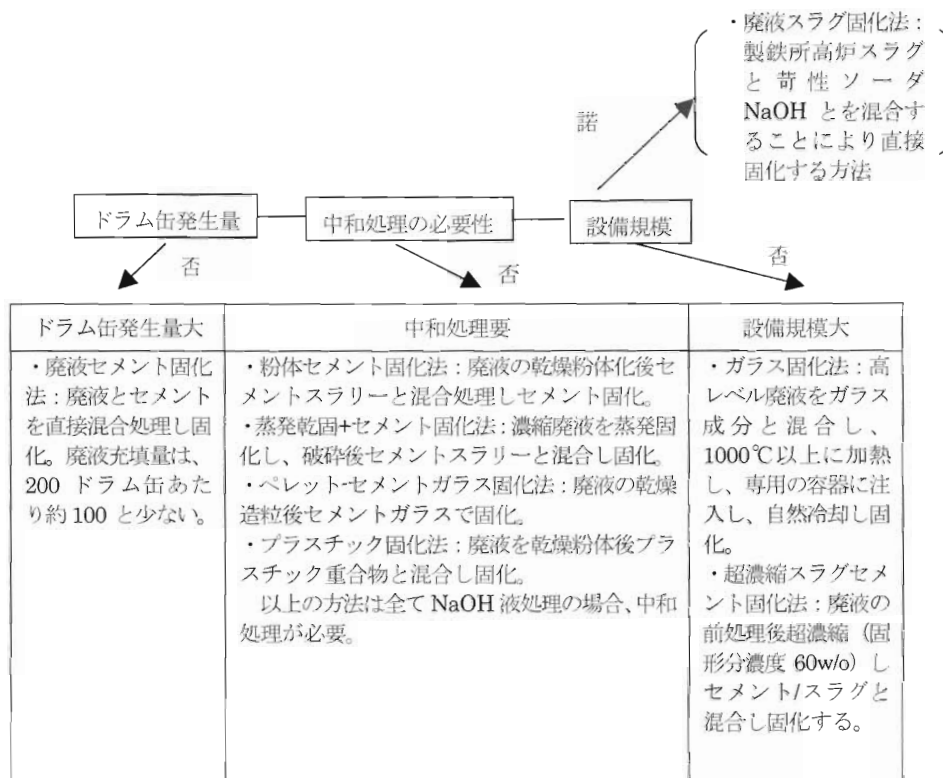 ・廃液スラグ固化法：
製鉄所高炉スラグ
と苛性ソーダ
NaOH とを混合す
ることにより直接
固化する方法
諾
ドラム缶発生量
中和処理の必要性
設備規模
否
否
否
ドラム缶発生量大
中和処理要
設備規模大
・廃液セメント固化
法：廃液とセメント
を直接混合処理し固
化。廃液充填量は、
200 ドラム缶あた
り約100 と少ない。
・粉体セメント固化法：廃液の乾燥粉体化後セ
メントスラリーと混合処理しセメント固化。
・蒸発乾固+セメント固化法：濃縮廃液を蒸発固
化し、破砕後セメントスラリーと混合し固化。
・ペレット-セメントガラス固化法：廃液の乾燥
造粒後セメントガラスで固化。
・プラスチック固化法：廃液を乾燥粉体後プラ
スチック重合物と混合し固化。
以上の方法は全て NaOH 液処理の場合、中和
処理が必要。
・ガラス固化法：高
レベル廃液をガラス
成分と混合し、
1000℃以上に加熱
し、専用の容器に注
入し、自然冷却し固
化。
・超濃縮スラグセメ
ント固化法：廃液の
前処理後超濃縮（固
形分濃度 60w/o）し
セメント/スラグと
混合し固化する。